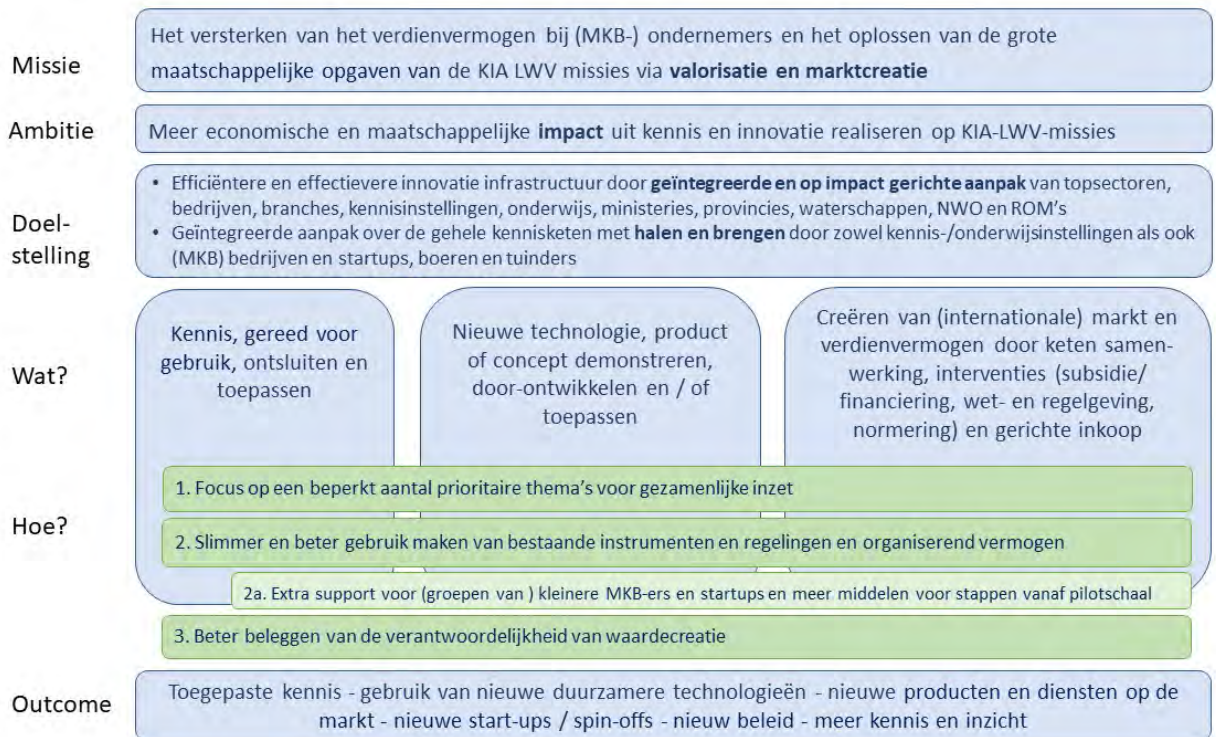 Missie
Het versterken van het verdienvermogen bij (MKB-) ondernemers en het oplossen van de grote
maatschappelijke opgaven van de KIA LWV missies via valorisatie en marktcreatie
Ambitie
Meer economische en maatschappelijke impact uit kennis en innovatie realiseren op KIA-LWV-missies
Doel-
stelling
• Efficiëntere en effectievere innovatie infrastructuur door geïntegreerde en op impact gerichte aanpak van topsectoren,
bedrijven, branches, kennisinstellingen, onderwijs, ministeries, provincies, waterschappen, NWO en ROM's
• Geïntegreerde aanpak over de gehele kennisketen met halen en brengen door zowel kennis-/onderwijsinstellingen als ook
(MKB) bedrijven en startups, boeren en tuinders
Wat?
Kennis, gereed voor
gebruik, ontsluiten en
toepassen
Nieuwe technologie, product
of concept demonstreren,
door-ontwikkelen en / of
toepassen
Creëren van (internationale) markt en
verdienvermogen door keten samen-
werking, interventies (subsidie/
financiering, wet- en regelgeving,
normering) en gerichte inkoop
Hoe?
1. Focus op een beperkt aantal prioritaire thema's voor gezamenlijke inzet
2. Slimmer en beter gebruik maken van bestaande instrumenten en regelingen en organiserend vermogen
2a. Extra support voor (groepen van ) kleinere MKB-ers en startups en meer middelen voor stappen vanaf pilotschaal
3. Beter beleggen van de verantwoordelijkheid van waardecreatie
Outcome
Toegepaste kennis - gebruik van nieuwe duurzamere technologieën - nieuwe producten en diensten op de
markt - nieuwe start-ups / spin-offs - nieuw beleid - meer kennis en inzicht